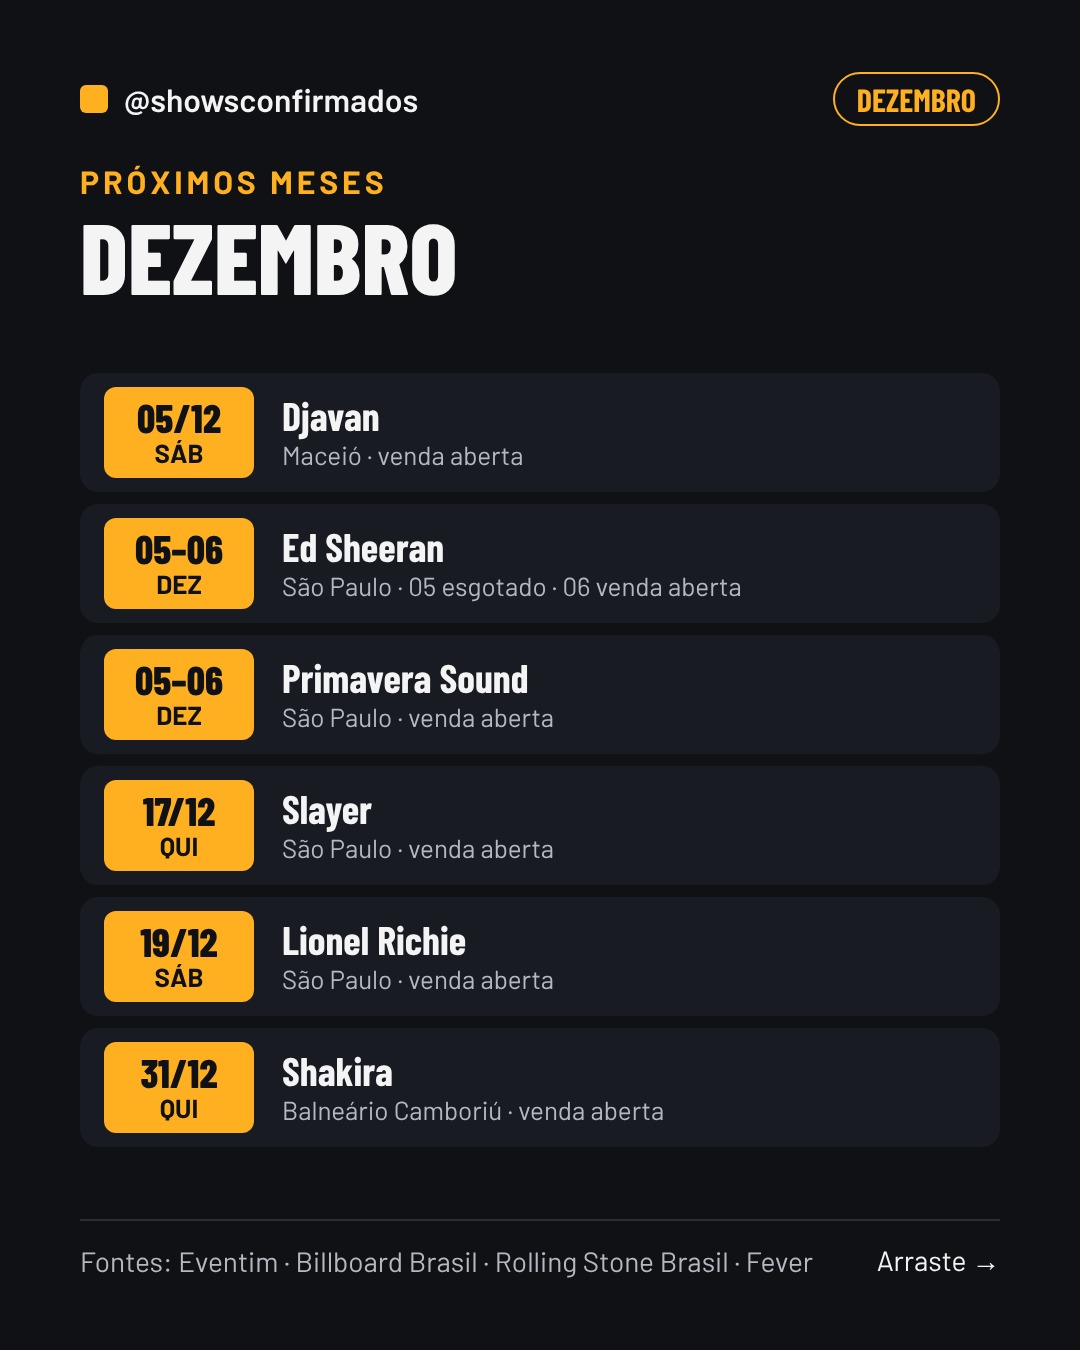 @showsconfirmados
DEZEMBRO
PRÓXIMOS MESES
DEZEMBRO
05/12
SÁB
Djavan
Maceió · venda aberta
05–06
DEZ
Ed Sheeran
São Paulo · 05 esgotado · 06 venda aberta
05–06
DEZ
Primavera Sound
São Paulo · venda aberta
17/12
QUI
Slayer
São Paulo · venda aberta
19/12
SÁB
Lionel Richie
São Paulo · venda aberta
31/12
QUI
Shakira
Balneário Camboriú · venda aberta
Fontes: Eventim · Billboard Brasil · Rolling Stone Brasil · Fever
Arraste →